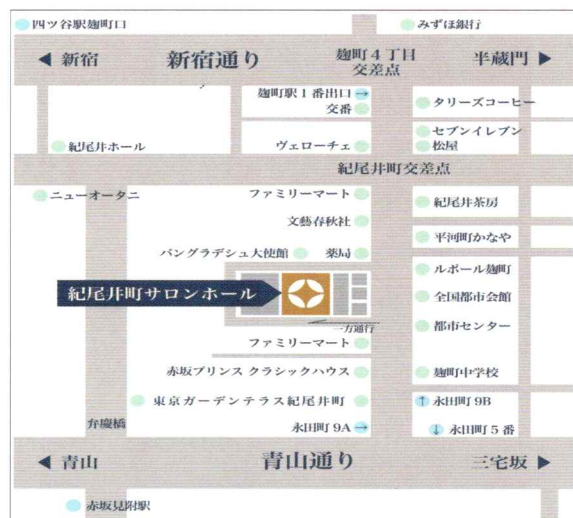 四ツ谷駅麹町口
みずほ銀行
◀ 新宿
新宿通り
麹町4丁目
交差点
半蔵門 ▶
麹町駅1番出口→
交番
タリーズコーヒー
セブンイレブン
紀尾井ホール
ヴェローチェ
松屋
紀尾井町交差点
ニューオータニ
ファミリーマート
紀尾井茶房
文藝春秋社
平河町かなや
バングラデシュ大使館
薬局
ルポール麹町
紀尾井町サロンホール
全国都市会館
一方通行
都市センター
ファミリーマート
赤坂プリンス クラシックハウス
麹町中学校
東京ガーデンテラス紀尾井町
↑ 永田町9B
弁慶橋
永田町9A→
↓ 永田町5番
◀ 青山
青山通り
三宅坂 ▶
赤坂見附駅